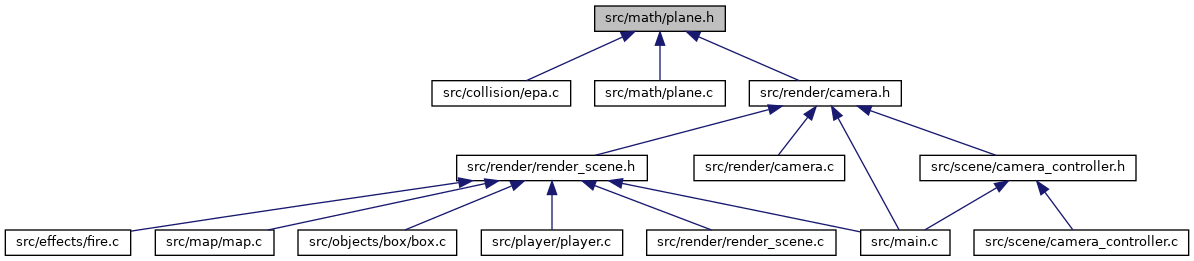 src/math/plane.h
src/collision/epa.c
src/math/plane.c
src/render/camera.h
src/render/render_scene.h
src/render/camera.c
src/scene/camera_controller.h
src/effects/fire.c
src/map/map.c
src/objects/box/box.c
src/player/player.c
src/render/render_scene.c
src/main.c
src/scene/camera_controller.c